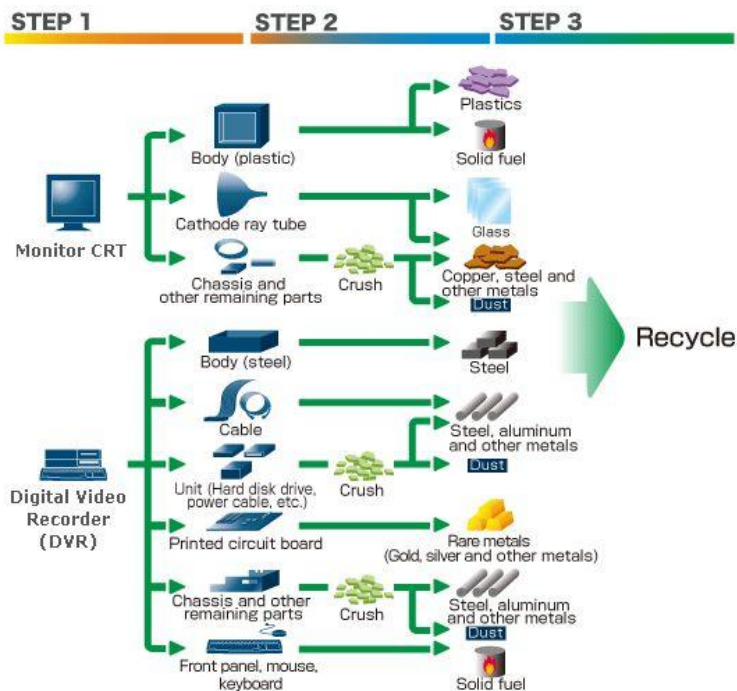 STEP 1
STEP 2
STEP 3
Plastics
Body (plastic)
Solid fuel
Cathode ray tube
Glass
Monitor CRT
Chassis and
other remaining parts
Crush
Copper, steel and
other metals
Dust
Recycle
Body (steel)
Steel
Cable
Steel, aluminum
and other metals
Digital Video
Recorder
(DVR)
Unit (Hard disk drive,
power cable, etc.)
Crush
Dust
Printed circuit board
Rare metals
(Gold, silver and other metals)
Chassis and other
remaining parts
Crush
Steel, aluminum
and other metals
Dust
Front panel, mouse,
keyboard
Solid fuel